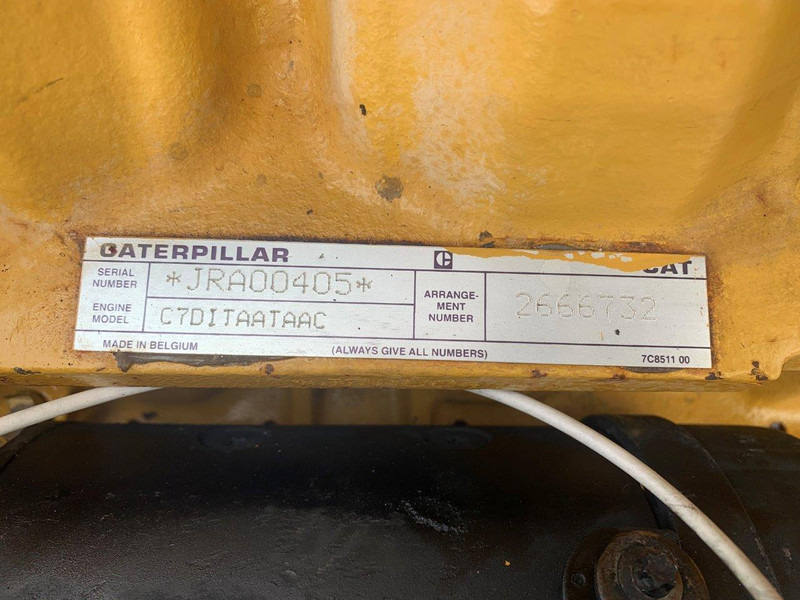 CATERPILLAR CAT
SERIAL NUMBER *JRA00405*
ENGINE MODEL C7DITAATAAC
ARRANGE-
MENT
NUMBER 2666732
MADE IN BELGIUM (ALWAYS GIVE ALL NUMBERS) 7C8511 00